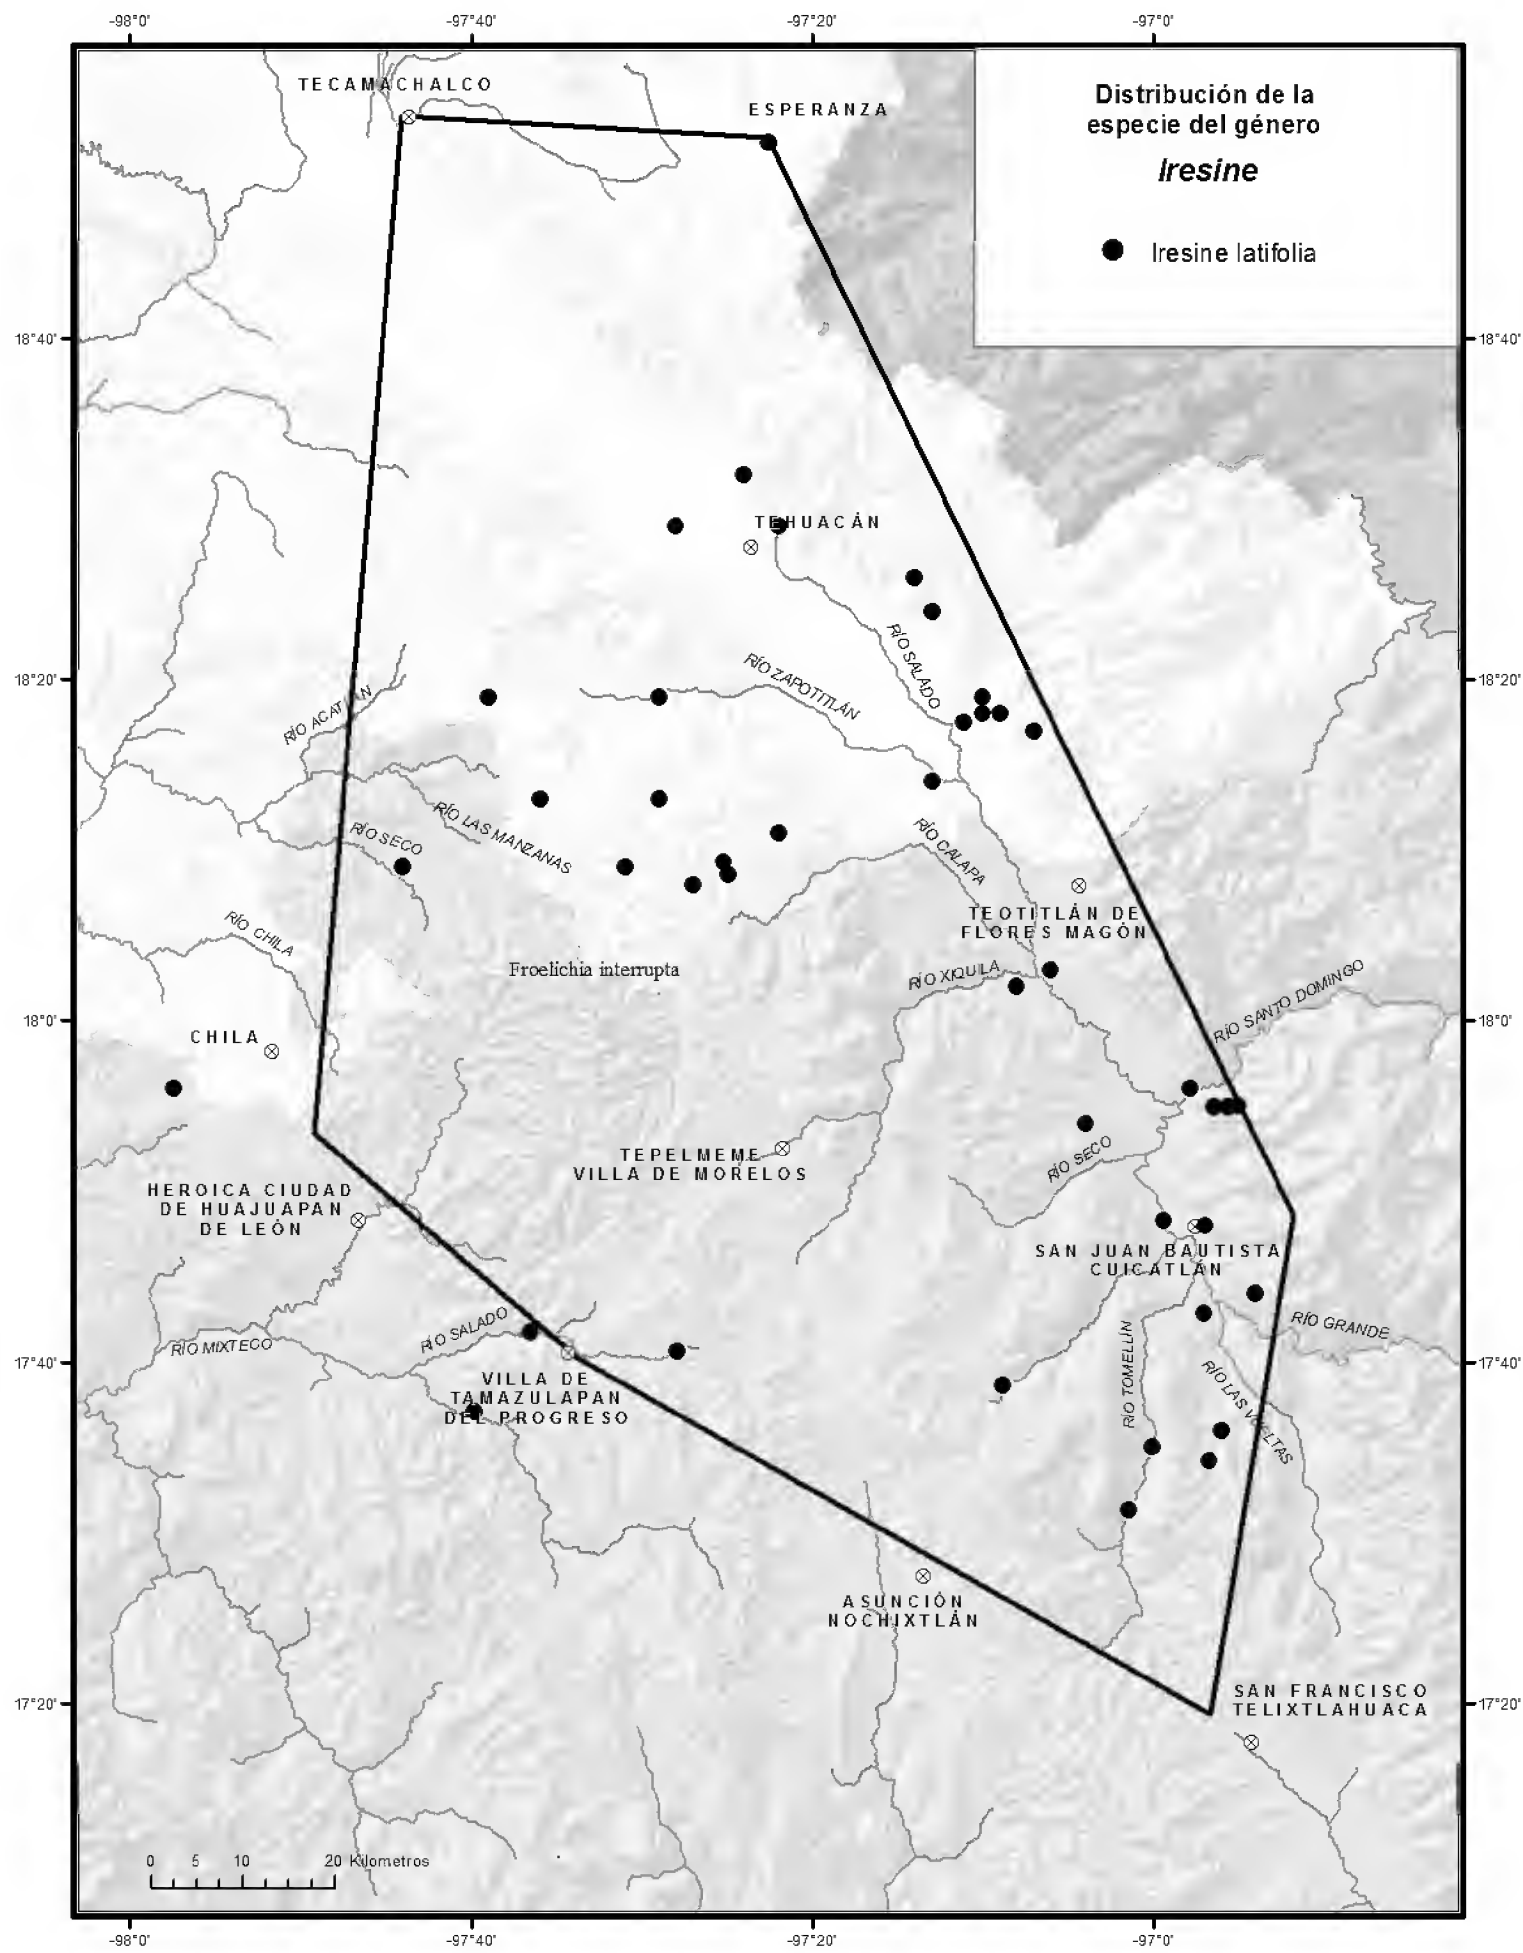 -98°0'
-97°40'
-97°20'
-97°0'
TECAMACHALCO
ESPERANZA
Distribución de la
especie del género
Iresine
Iresine latifolia
18°40'
18°40'
TEHUACÁN
RÍO SALADO
18°20'
18°20'
RÍO ZAPOTITLÁN
RÍO ACATLÁN
RÍO LAS MANZANAS
RÍO SECO
RÍO CALAPA
TEOTITLÁN DE
FLORES MAGÓN
RÍO CHILA
Froelichia interrupta
RÍO XIQUILA
RÍO SANTO DOMINGO
18°0'
18°0'
CHILA
TEPELMEME
VILLA DE MORELOS
RÍO SECO
HEROICA CIUDAD
DE HUAJUAPAN
DE LEÓN
SAN JUAN BAUTISTA
CUICATLÁN
RÍO SALADO
RÍO MIXTECO
RÍO GRANDE
17°40'
17°40'
RÍO TOMELLÍN
RÍO LAS VUELTAS
VILLA DE
TAMAZULAPAN
DEL PROGRESO
ASUNCIÓN
NOCHIXTLÁN
17°20'
17°20'
SAN FRANCISCO
TELIXTLAHUACA
0 5 10 20 Kilometros
-98°0'
-97°40'
-97°20'
-97°0'